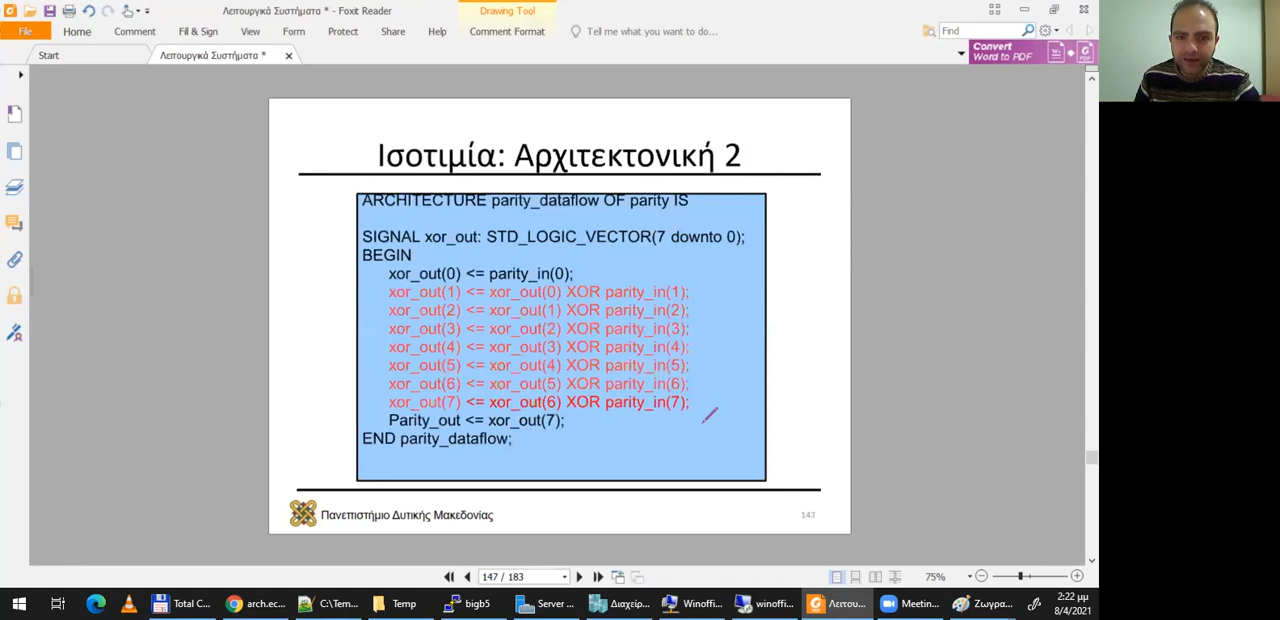 Λειτουργικά Συστήματα * - Foxit Reader
Drawing Tool
File
Home
Comment
Fill & Sign
View
Form
Protect
Share
Help
Comment Format
Tell me what you want to do...
Find
Start
Λειτουργικά Συστήματα *
Convert
Word to PDF
Ισοτιμία: Αρχιτεκτονική 2
ARCHITECTURE parity_dataflow OF parity IS
SIGNAL xor_out: STD_LOGIC_VECTOR(7 downto 0);
BEGIN
xor_out(0) <= parity_in(0);
xor_out(1) <= xor_out(0) XOR parity_in(1);
xor_out(2) <= xor_out(1) XOR parity_in(2);
xor_out(3) <= xor_out(2) XOR parity_in(3);
xor_out(4) <= xor_out(3) XOR parity_in(4);
xor_out(5) <= xor_out(4) XOR parity_in(5);
xor_out(6) <= xor_out(5) XOR parity_in(6);
xor_out(7) <= xor_out(6) XOR parity_in(7);
Parity_out <= xor_out(7);
END parity_dataflow;
Πανεπιστήμιο Δυτικής Μακεδονίας
147
147 / 183
75%
Total C...
arch.ec...
C:\Tem...
Temp
bigb5
Server ...
Διαχείρ...
Winoffi...
winoffi...
Λειτου...
Meetin...
Ζωγρα...
2:22 μμ
8/4/2021